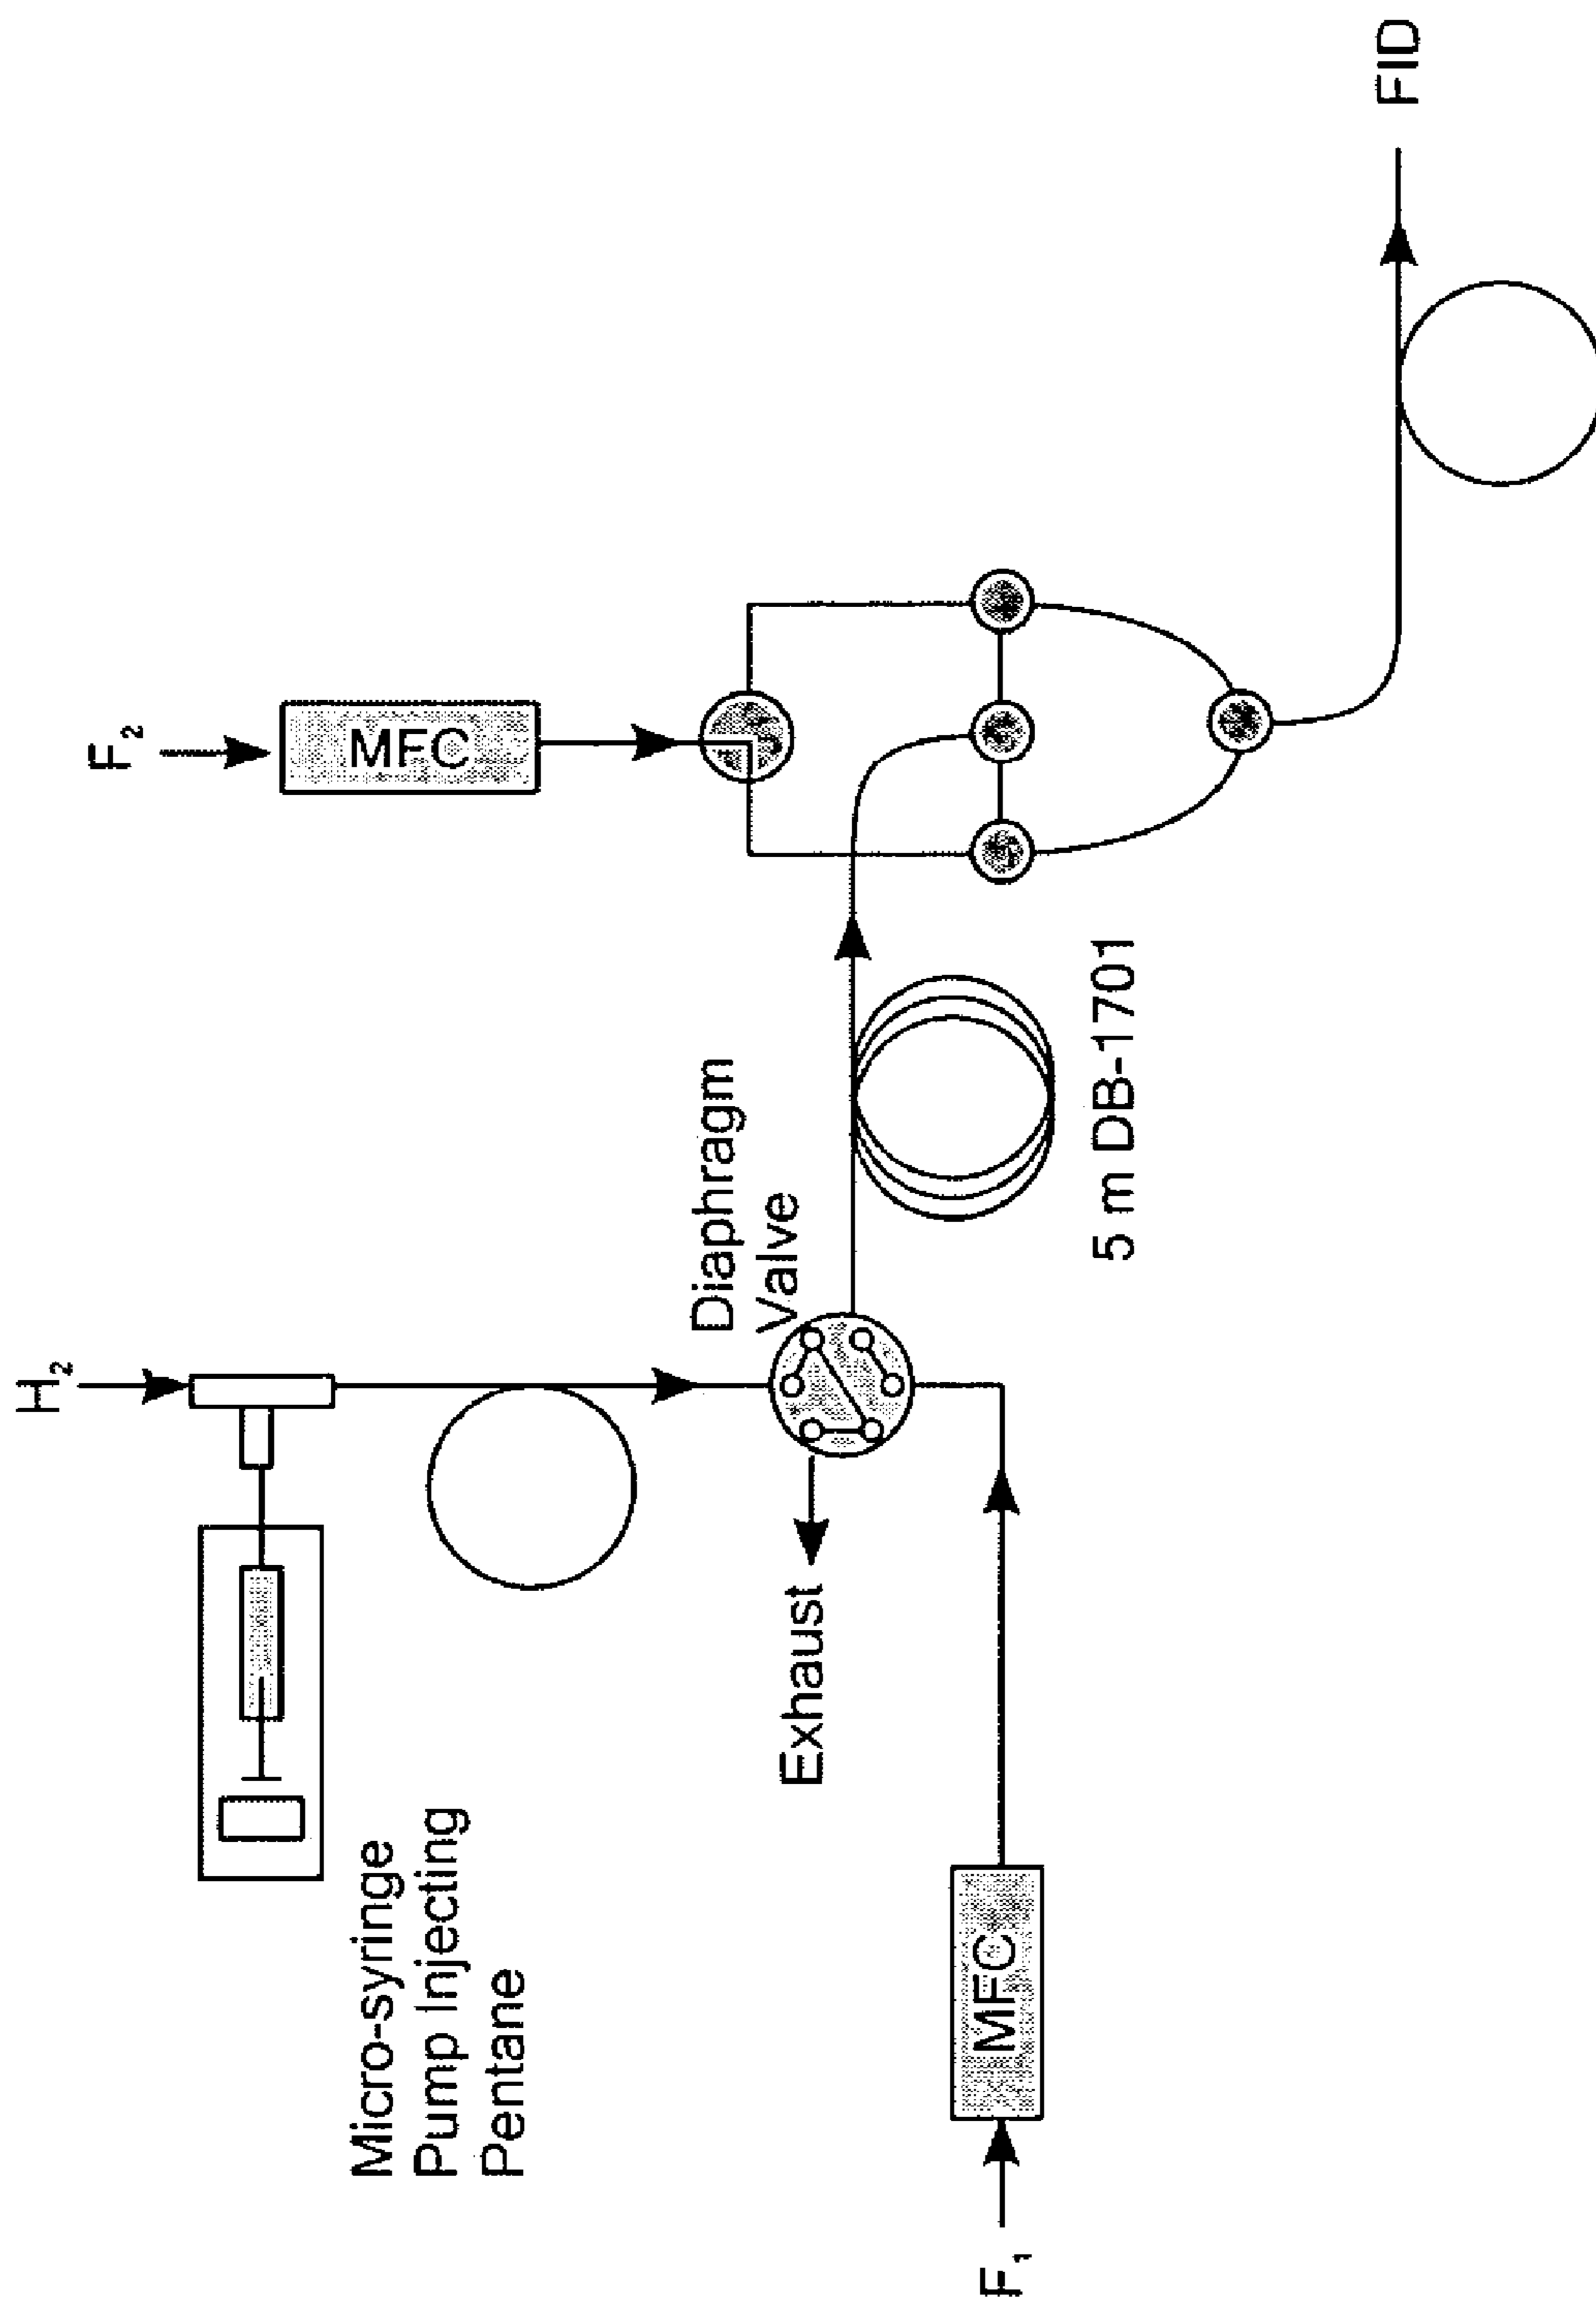 Micro-syringe
Pump Injecting
Pentane
H₂
F₂
MFC
Diaphragm
Valve
Exhaust
5 m DB-1701
F₁
MFC
FID